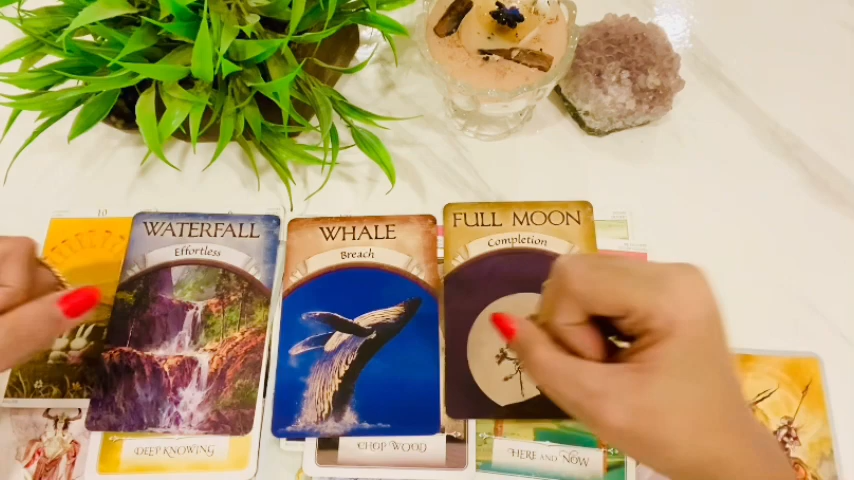 10
WATERFALL
Effortless
WHALE
Breach
FULL MOON
Completion
DEEP KNOWING
CHOP WOOD
HERE AND NOW